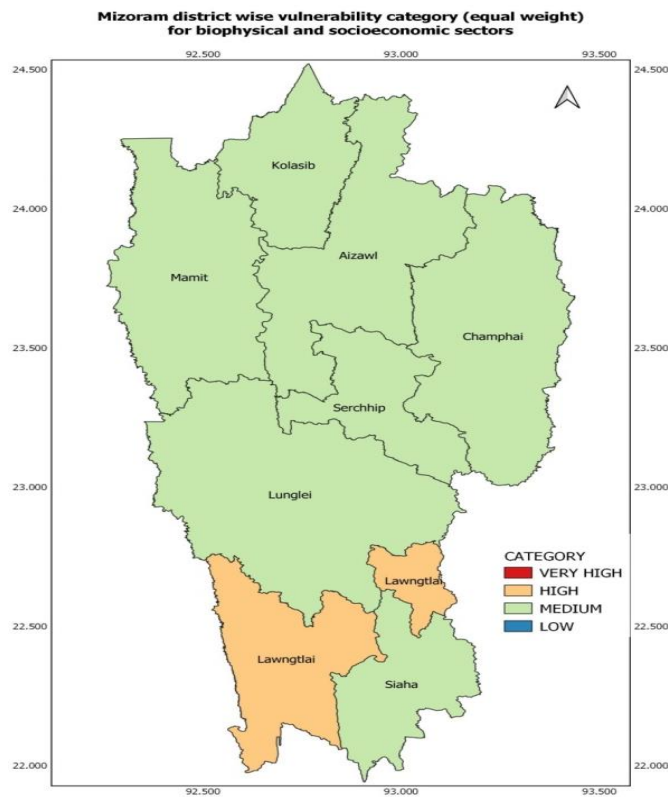 Mizoram district wise vulnerability category (equal weight)
for biophysical and socioeconomic sectors
92.500 93.000 93.500
24.500 24.500
Kolasib
24.000 24.000
Aizawl
Mamit
Champhai
23.500 23.500
Serchhip
23.000 23.000
Lunglei
CATEGORY
VERY HIGH
HIGH
MEDIUM
LOW
Lawngtlai
22.500 22.500
Lawngtlai
Siaha
22.000 22.000
92.500 93.000 93.500